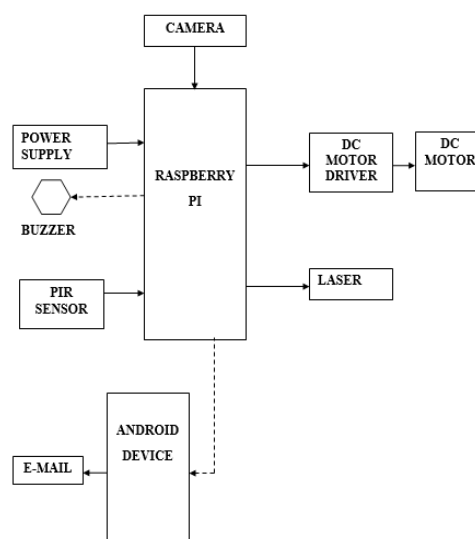 CAMERA
POWER
SUPPLY
BUZZER
PIR
SENSOR
RASPBERRY
PI
DC
MOTOR
DRIVER
DC
MOTOR
LASER
ANDROID
DEVICE
E-MAIL